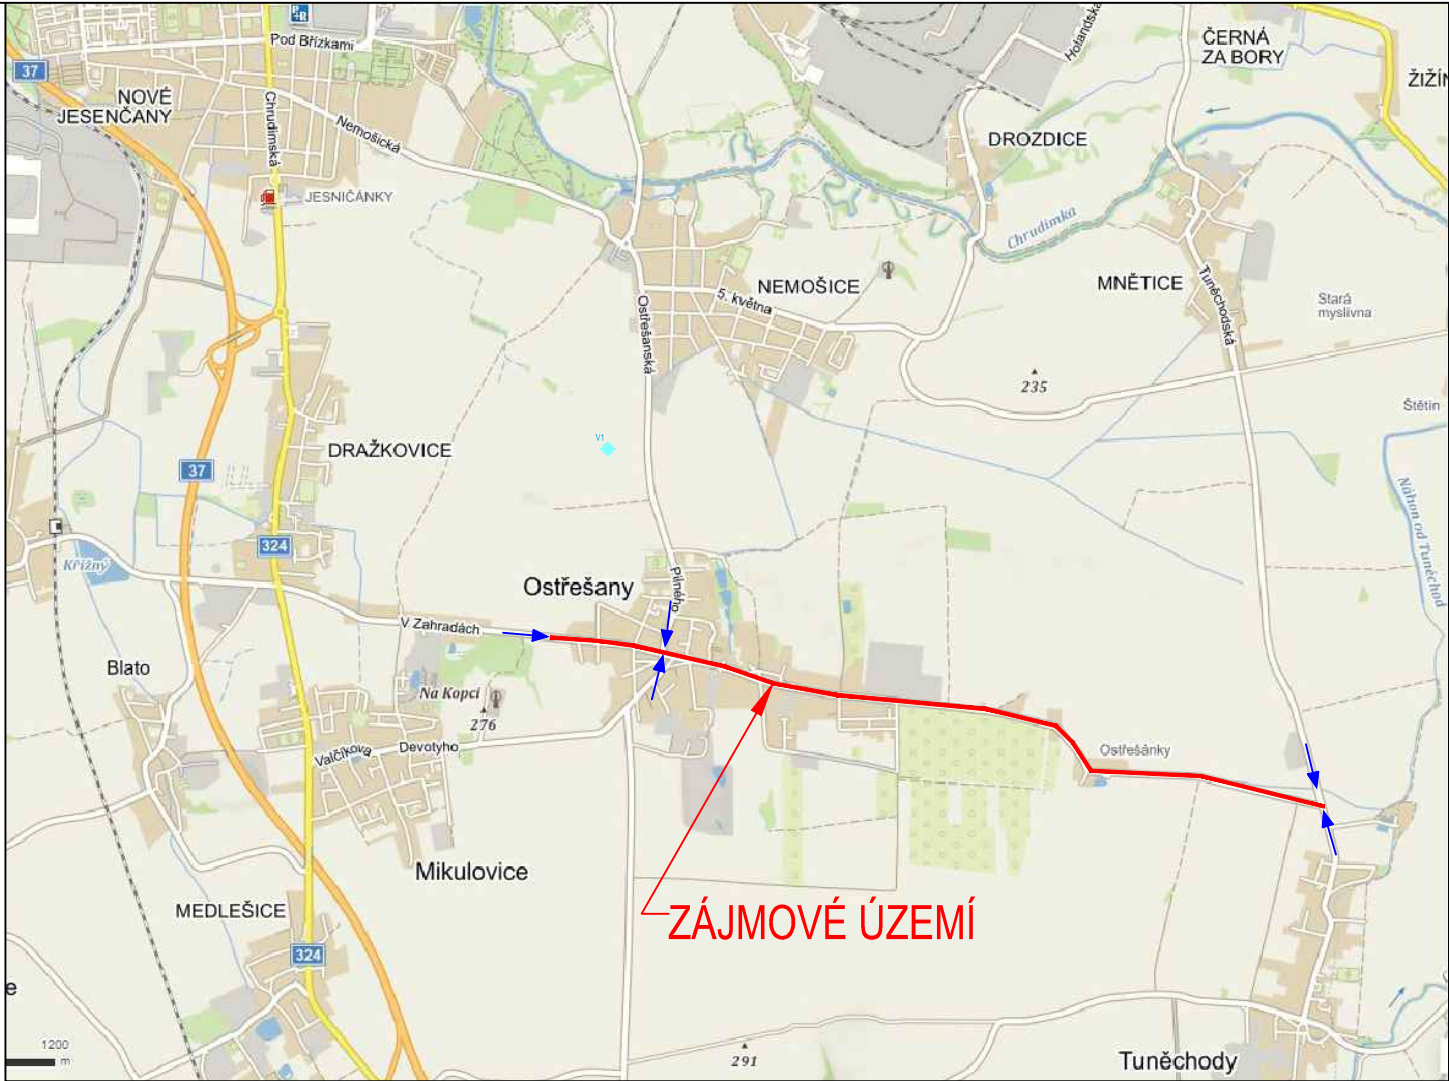 P+R
Pod Břízkami
Holandská
ČERNÁ
ZA BORY
37
NOVÉ
JESENČANY
Chrudimská
Nemošická
DROZDICE
JESNIČÁNKY
Chrudimka
MNĚTICE
Tuněchodská
NEMOŠICE
5. května
Ostřešanská
Stará
myslivna
235
Štětín
DRAŽKOVICE
V1
37
Náhon od Tuněchod
324
Křižný
Ostřešany
Pilného
V Zahradách
Blato
Na Kopci
276
Valčíkova
Devotyho
Ostřešánky
Mikulovice
MEDLEŠICE
ZÁJMOVÉ ÚZEMÍ
324
e
1200
m
291
Tuněchody